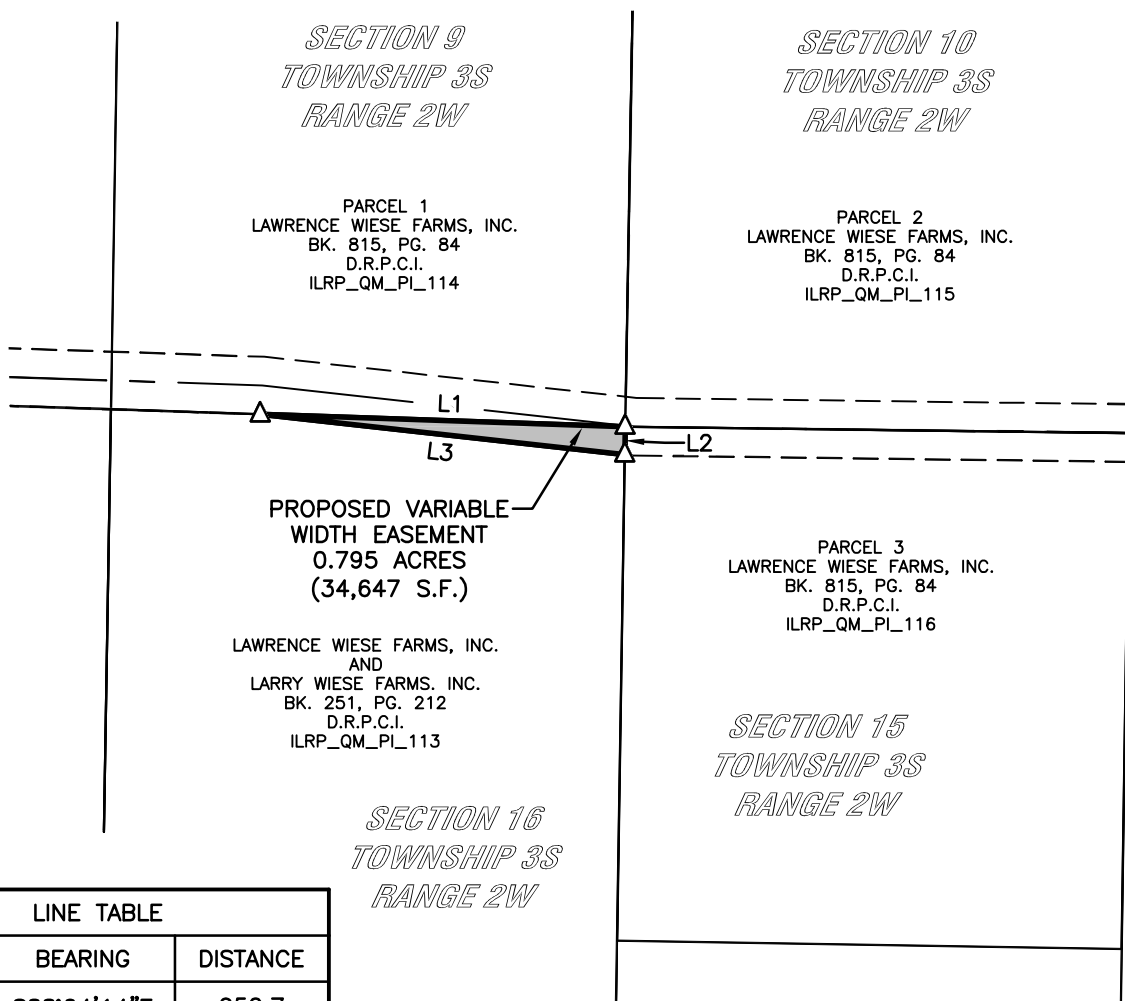 SECTION 9
TOWNSHIP 3S
RANGE 2W
SECTION 10
TOWNSHIP 3S
RANGE 2W
PARCEL 1
LAWRENCE WIESE FARMS, INC.
BK. 815, PG. 84
D.R.P.C.I.
ILRP_QM_PI_114
PARCEL 2
LAWRENCE WIESE FARMS, INC.
BK. 815, PG. 84
D.R.P.C.I.
ILRP_QM_PI_115
L1
L2
L3
PROPOSED VARIABLE
WIDTH EASEMENT
0.795 ACRES
(34,647 S.F.)
PARCEL 3
LAWRENCE WIESE FARMS, INC.
BK. 815, PG. 84
D.R.P.C.I.
ILRP_QM_PI_116
LAWRENCE WIESE FARMS, INC.
AND
LARRY WIESE FARMS. INC.
BK. 251, PG. 212
D.R.P.C.I.
ILRP_QM_PI_113
SECTION 15
TOWNSHIP 3S
RANGE 2W
SECTION 16
TOWNSHIP 3S
RANGE 2W
LINE TABLE
BEARING DISTANCE